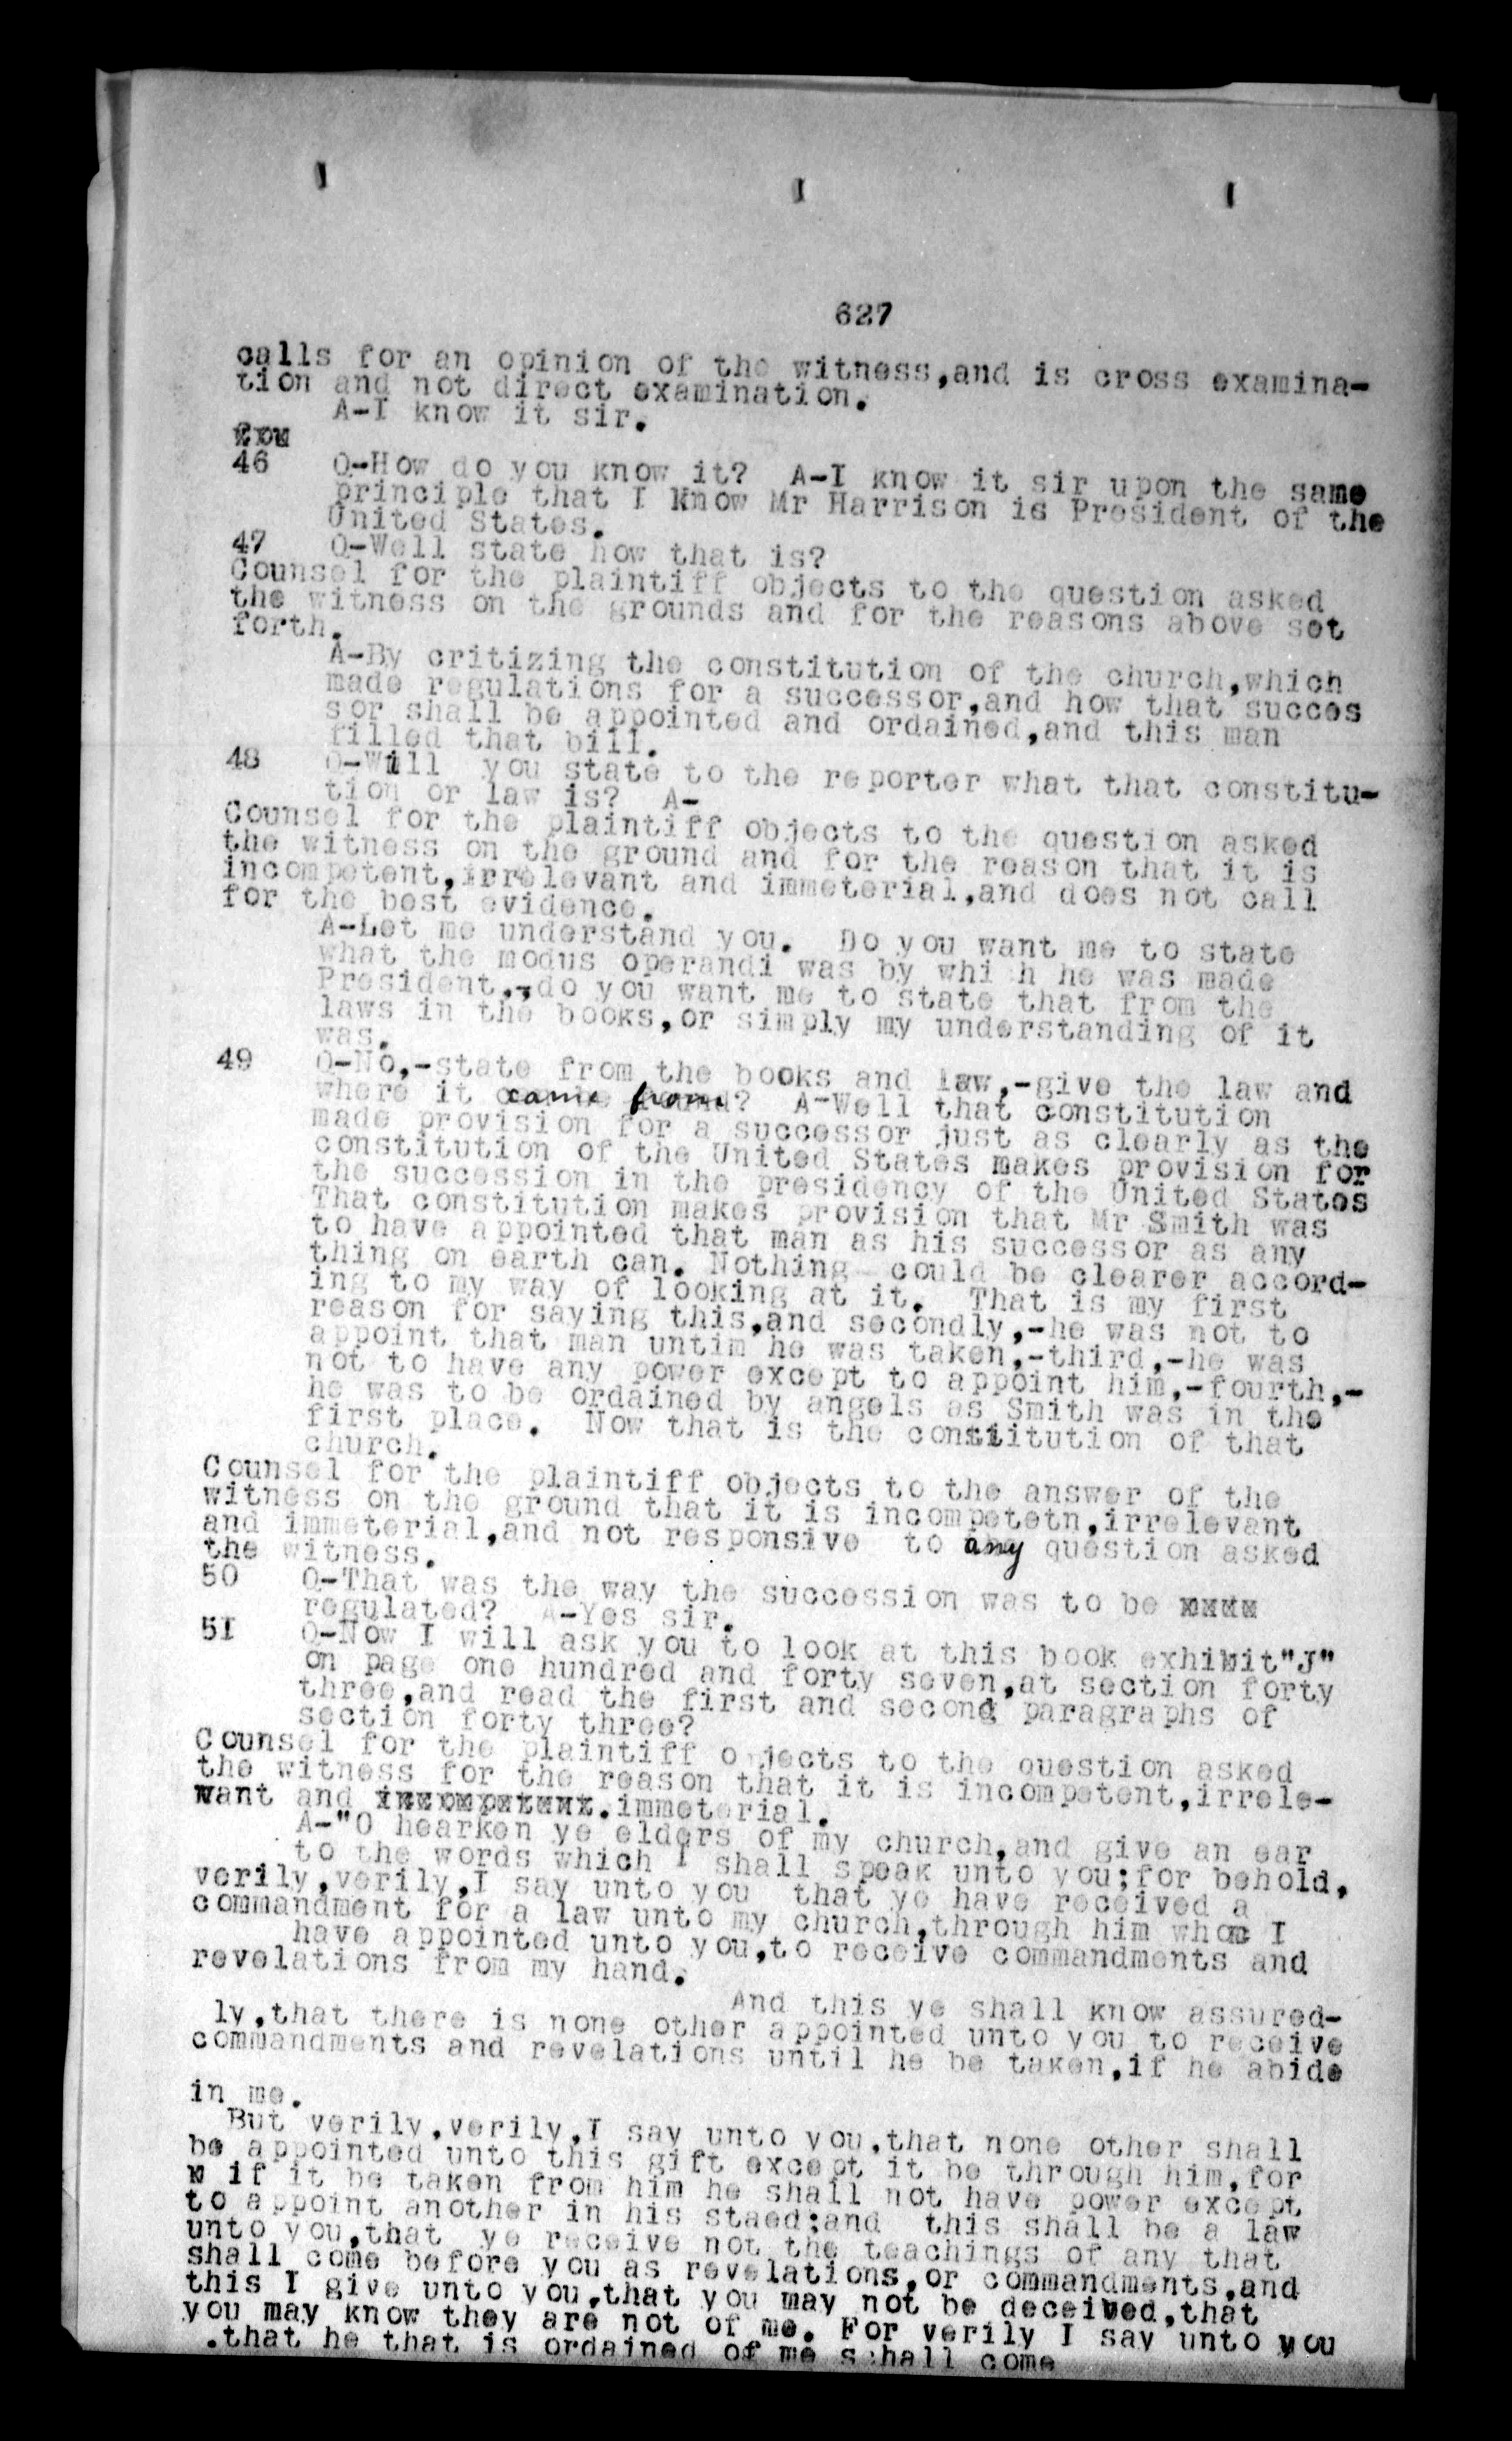 627
calls for an opinion of the witness,and is cross examina-
tion and not direct examination.
A-I know it sir.
46 Q-How do you know it? A-I know it sir upon the same
principle that I know Mr Harrison is President of the
United States.
47 Q-Well state how that is?
Counsel for the plaintiff objects to the question asked
the witness on the grounds and for the reasons above set
forth.
A-By critizing the constitution of the church,which
made regulations for a successor,and how that succes
sor shall be appointed and ordained,and this man
filled that bill.
48 Q-Will you state to the reporter what that constitu-
tion or law is? A-
Counsel for the plaintiff objects to the question asked
the witness on the ground and for the reason that it is
incompetent,irrelevant and immeterial,and does not call
for the best evidence.
A-Let me understand you. Do you want me to state
what the modus operandi was by whi h he was made
President.,-do you want me to state that from the
laws in the books,or simply my understanding of it
was.
49 Q-No,-state from the books and law,-give the law and
where it came from? A-Well that constitution
made provision for a successor just as clearly as the
constitution of the United States makes provision for
the succession in the presidency of the United States
That constitution makes provision that Mr Smith was
to have appointed that man as his successor as any
thing on earth can. Nothing could be clearer accord-
ing to my way of looking at it. That is my first
reason for saying this,and secondly,-he was not to
appoint that man untim he was taken,-third,-he was
not to have any power except to appoint him,-fourth,-
he was to be ordained by angels as Smith was in the
first place. Now that is the constitution of that
church.
Counsel for the plaintiff objects to the answer of the
witness on the ground that it is incompetetn,irrelevant
and immeterial,and not responsive to any question asked
the witness.
50 Q-That was the way the succession was to be xxxx
regulated? A-Yes sir.
51 Q-Now I will ask you to look at this book exhibit"J"
on page one hundred and forty seven,at section forty
three,and read the first and second paragraphs of
section forty three?
Counsel for the plaintiff o jects to the question asked
the witness for the reason that it is incompetent,irrele-
vant and .immeterial.
A-"O hearken ye elders of my church,and give an ear
to the words which I shall speak unto you;for behold,
verily,verily,I say unto you that ye have received a
commandment for a law unto my church,through him whom I
have appointed unto you,to receive commandments and
revelations from my hand.
And this ye shall know assured-
ly,that there is none other appointed unto you to receive
commandments and revelations until he be taken,if he abide
in me.
But verily,verily,I say unto you,that none other shall
be appointed unto this gift except it be through him,for
x if it be taken from him he shall not have power except
to appoint another in his staed;and this shall be a law
unto you,that ye receive not the teachings of any that
shall come before you as revelations,or commandments,and
this I give unto you,that you may not be deceived,that
you may know they are not of me. For verily I say unto you
.that he that is ordained of me s:hall come